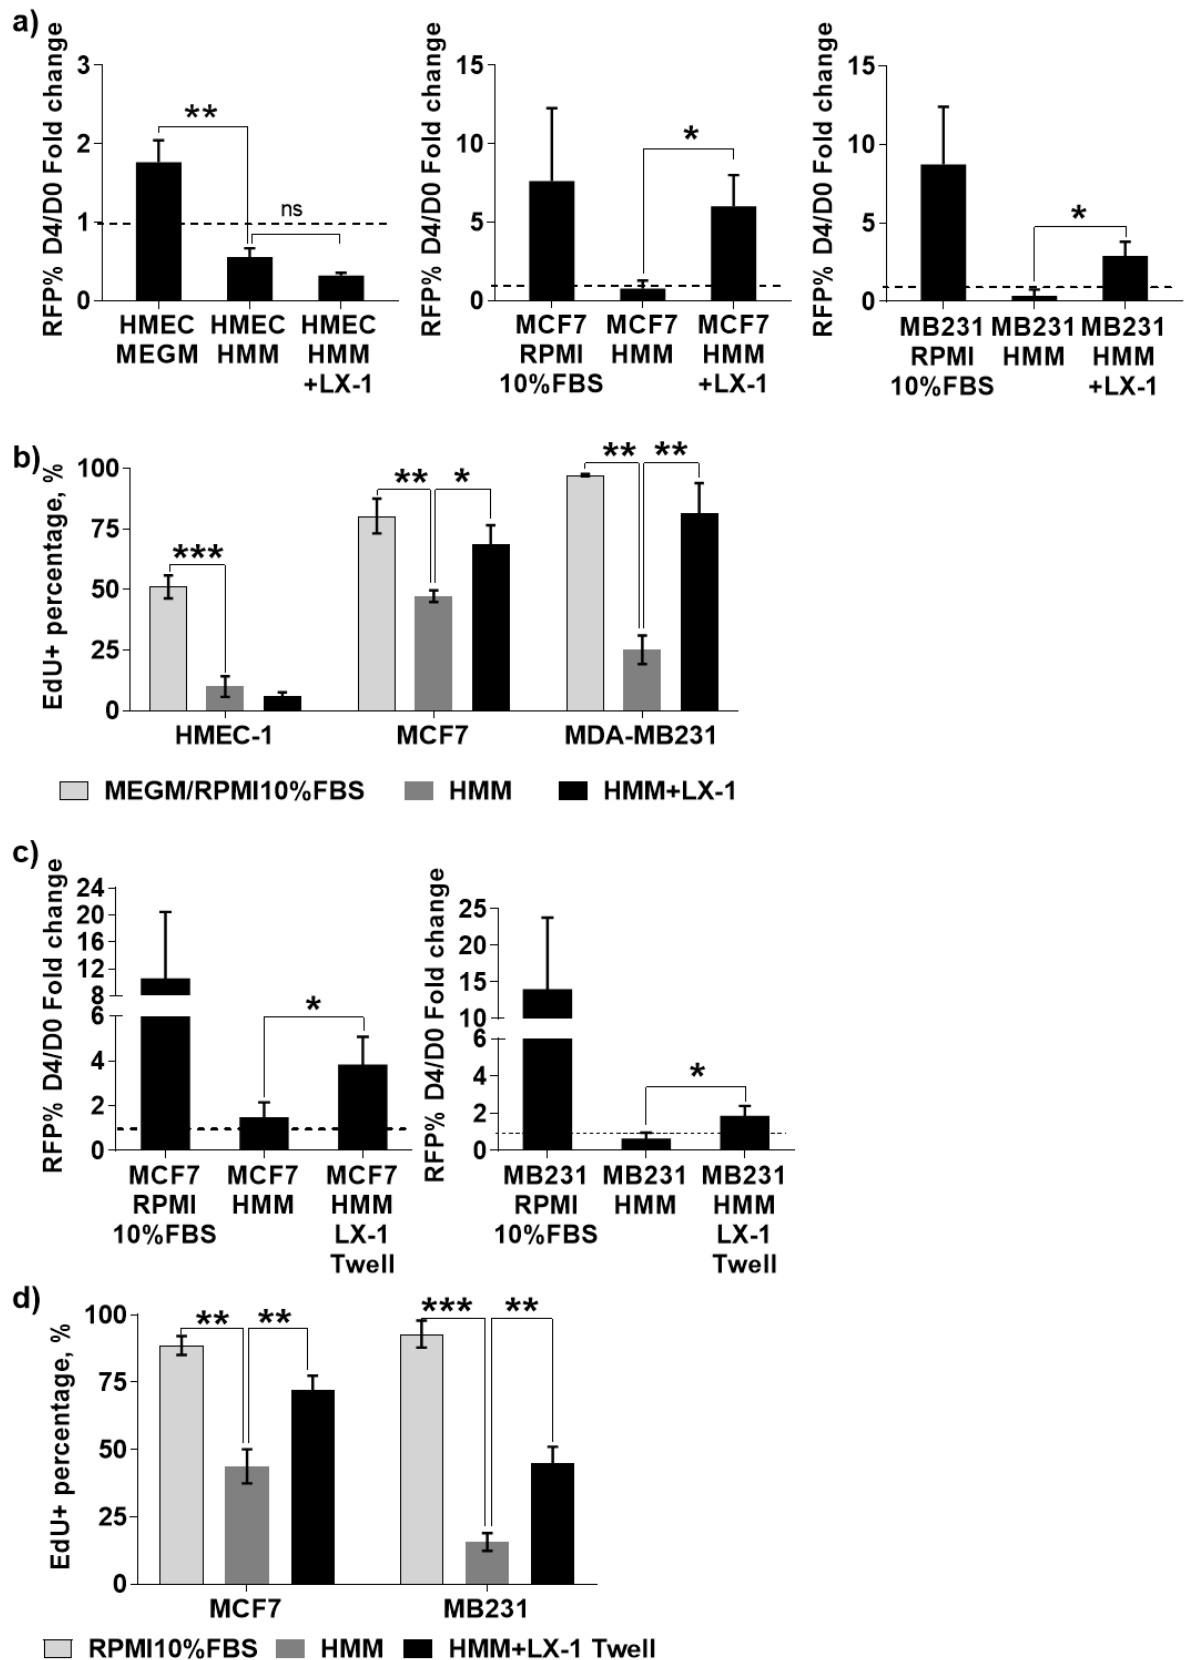 a)
RFP% D4/D0 Fold change
3
2
1
0
**
ns
HMEC HMEC HMEC
MEGM HMM HMM
+LX-1
RFP% D4/D0 Fold change
15
10
5
0
*
MCF7 MCF7 MCF7
RPMI HMM HMM
10%FBS +LX-1
RFP% D4/D0 Fold change
15
10
5
0
*
MB231 MB231 MB231
RPMI HMM HMM
10%FBS +LX-1
b)
EdU+ percentage, %
100
75
50
25
0
***
** *
** **
HMEC-1 MCF7 MDA-MB231
MEGM/RPMI10%FBS HMM HMM+LX-1
c)
RFP% D4/D0 Fold change
24
20
16
12
8
6
4
2
0
*
MCF7 MCF7 MCF7
RPMI HMM HMM
10%FBS LX-1
Twell
RFP% D4/D0 Fold change
25
20
15
10
6
4
2
0
*
MB231 MB231 MB231
RPMI HMM HMM
10%FBS LX-1
Twell
d)
EdU+ percentage, %
100
75
50
25
0
** **
*** **
MCF7 MB231
RPMI10%FBS HMM HMM+LX-1 Twell